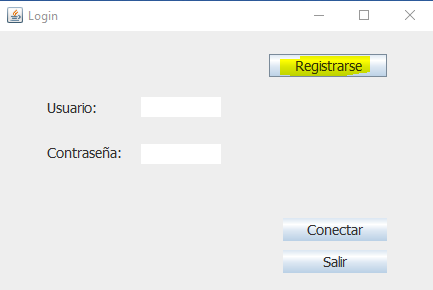 Login
Registrarse
Usuario:
Contraseña:
Conectar
Salir